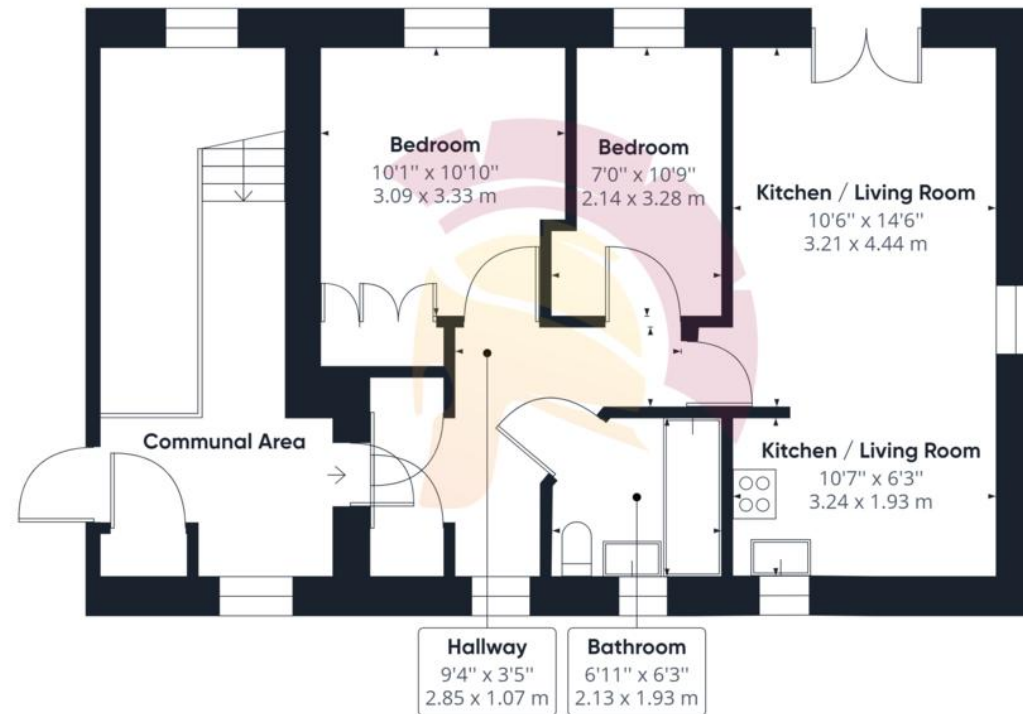 Bedroom
10'1" x 10'10"
3.09 x 3.33 m
Bedroom
7'0" x 10'9"
2.14 x 3.28 m
Kitchen / Living Room
10'6" x 14'6"
3.21 x 4.44 m
Communal Area
Kitchen / Living Room
10'7" x 6'3"
3.24 x 1.93 m
Hallway
9'4" x 3'5"
2.85 x 1.07 m
Bathroom
6'11" x 6'3"
2.13 x 1.93 m